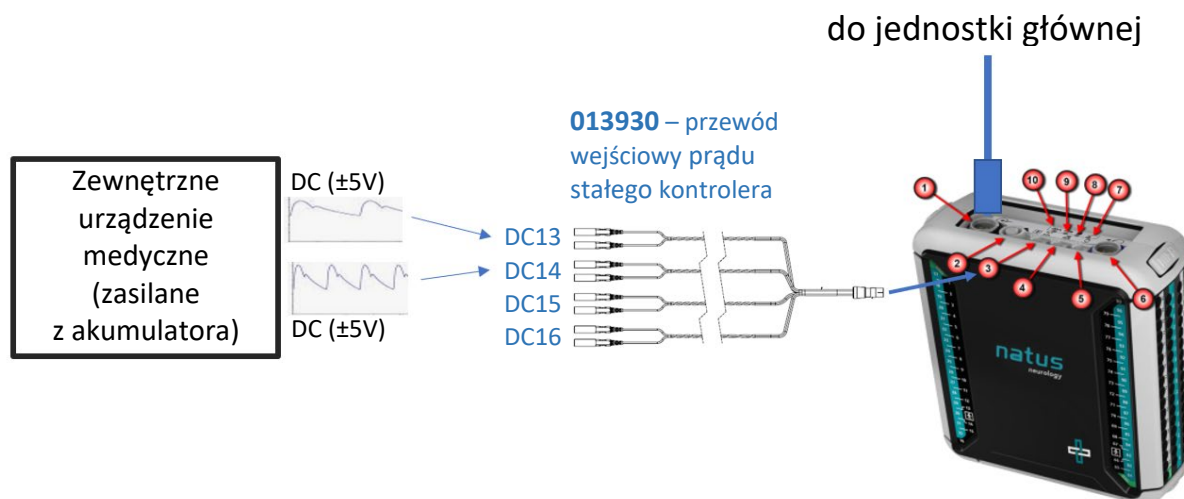 do jednostki głównej
013930 – przewód
wejściowy prądu
stałego kontrolera
Zewnętrzne
urządzenie
medyczne
(zasilane
z akumulatora)
DC (±5V)
DC (±5V)
DC13
DC14
DC15
DC16
1
2
3
4
5
6
7
8
9
10
natus
neurology